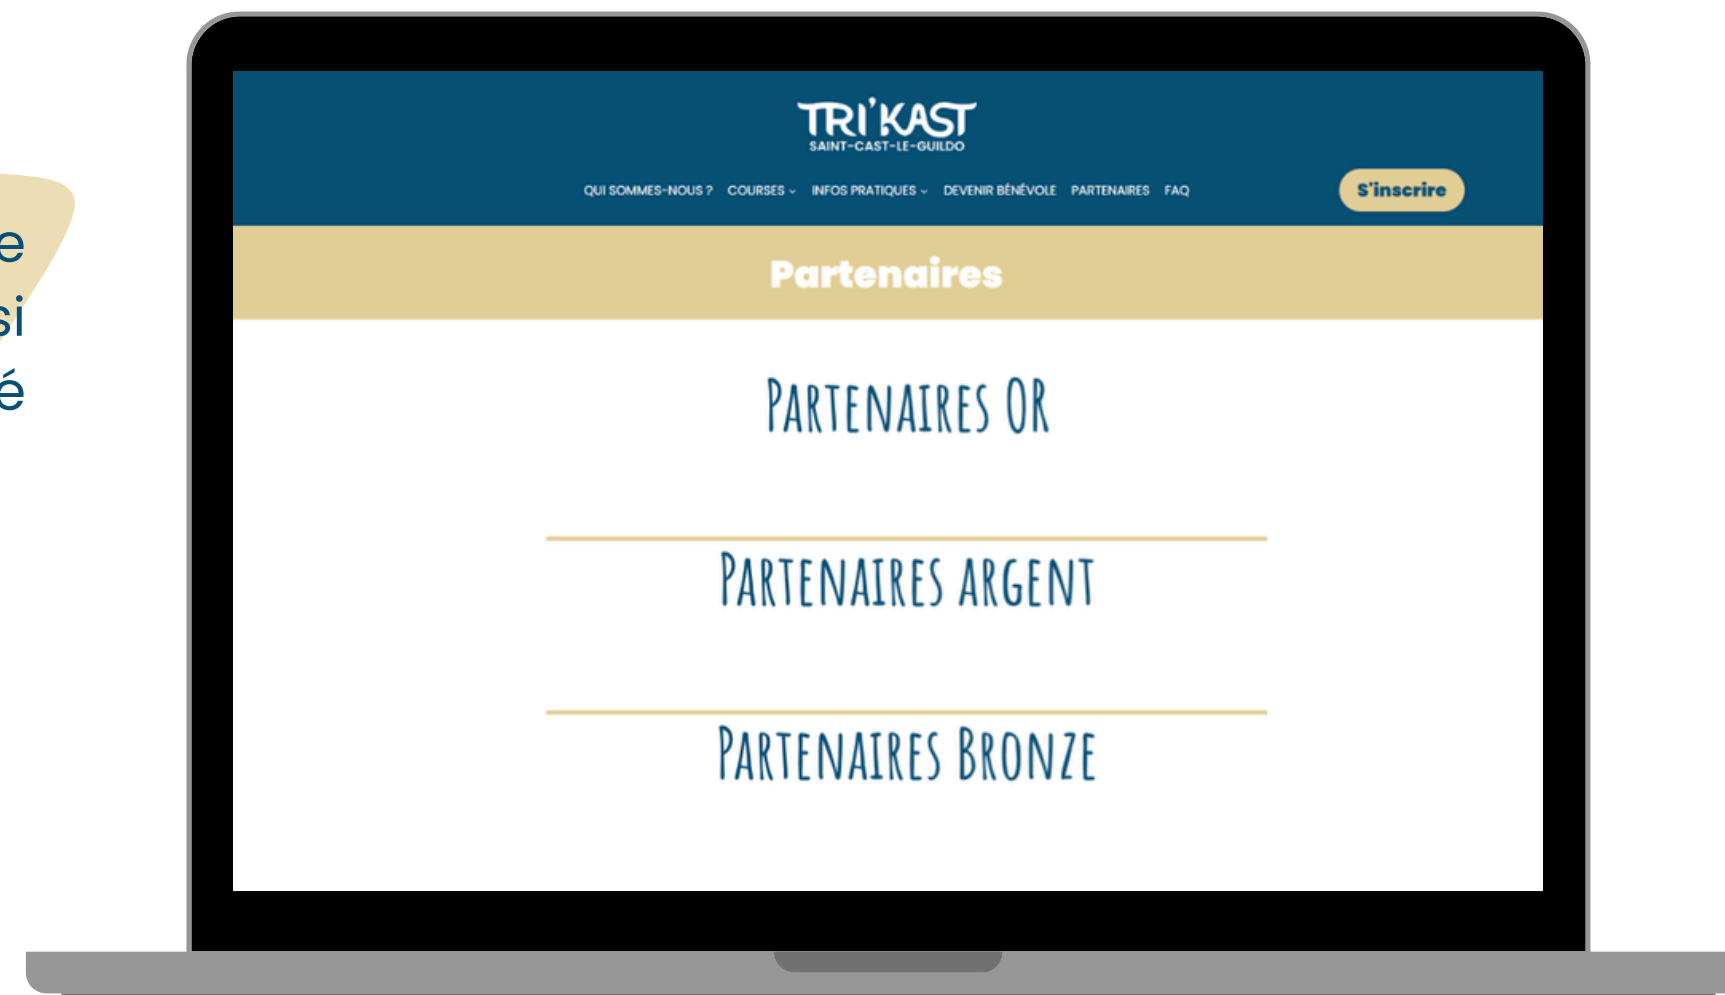 TRI'KAST
SAINT-CAST-LE-GUILDO
QUI SOMMES-NOUS ? COURSES INFOS PRATIQUES DEVENIR BÉNÉVOLE PARTENAIRES FAQ
S'inscrire
Partenaires
e
si
é
PARTENAIRES OR
PARTENAIRES ARGENT
PARTENAIRES BRONZE